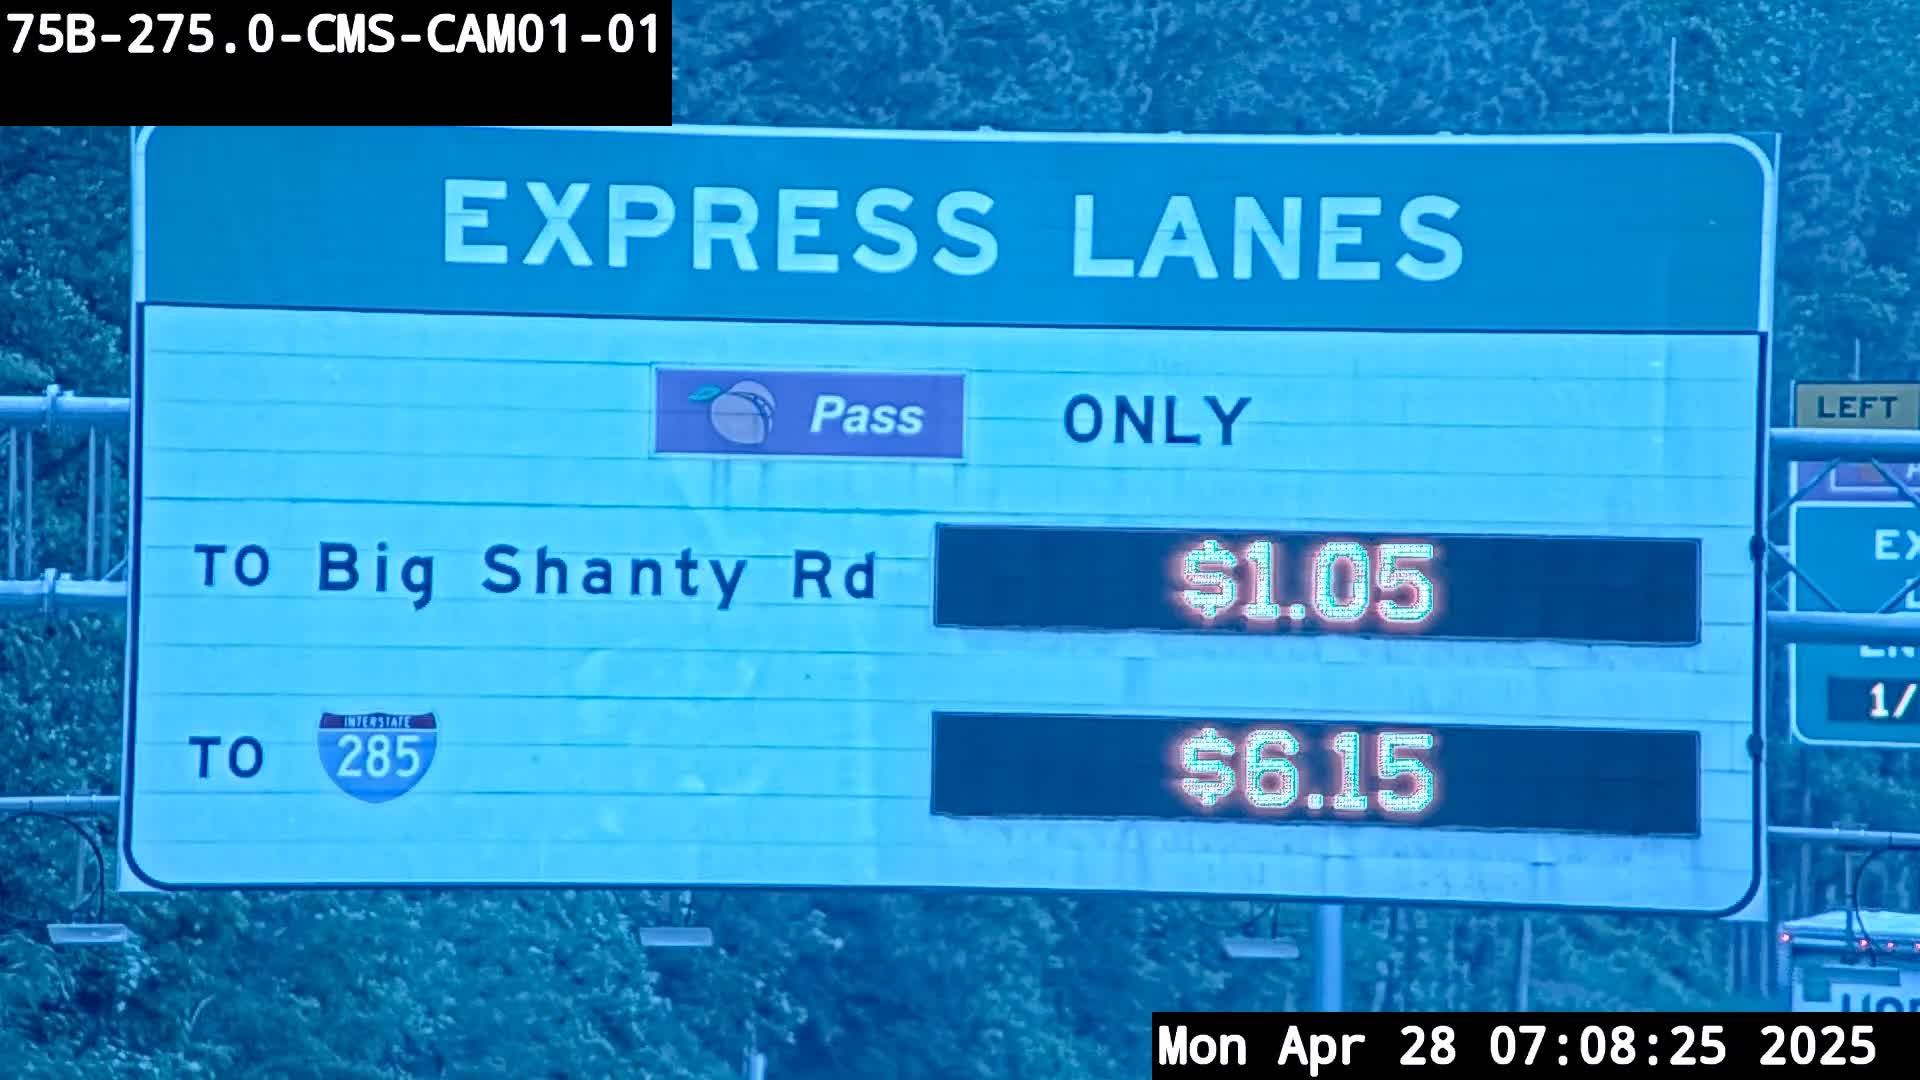 75B-275.0-CMS-CAM01-01
EXPRESS LANES
Pass ONLY
TO Big Shanty Rd $1.05
TO INTERSTATE 285 $6.15
LEFT
1/
Mon Apr 28 07:08:25 2025